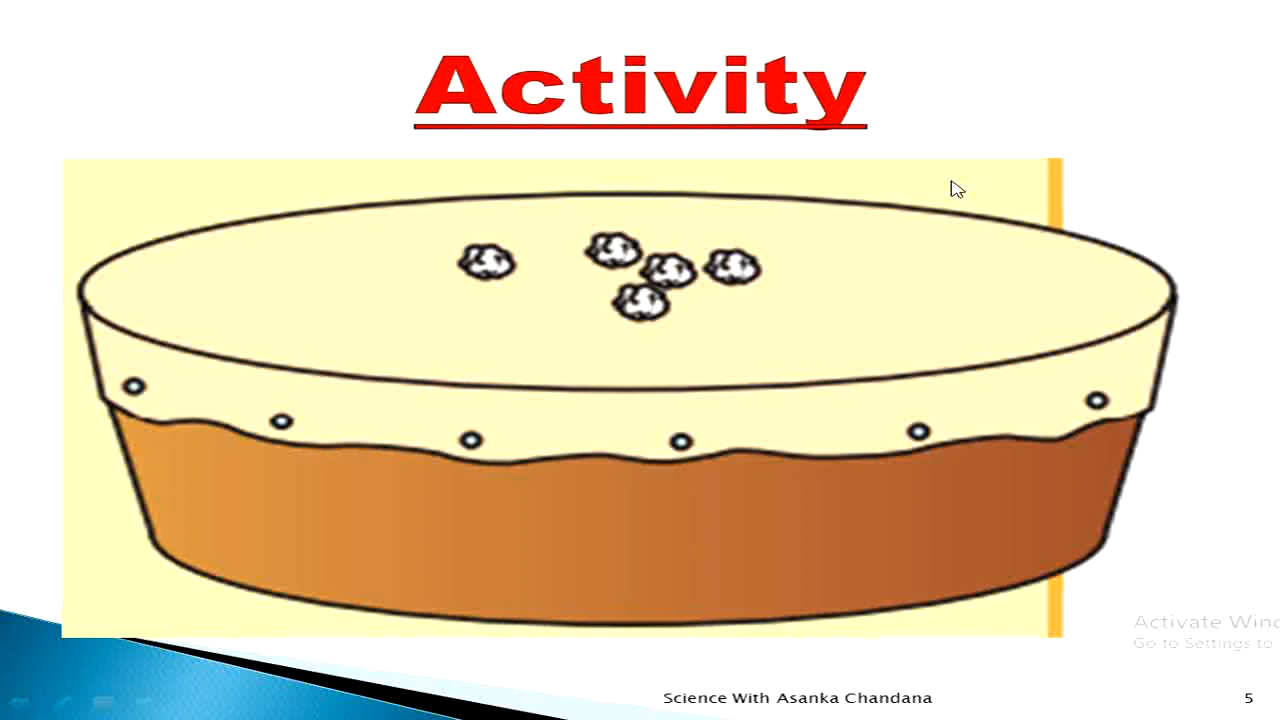 Activity
Activate Wind
Go to Settings to
Science With Asanka Chandana
5